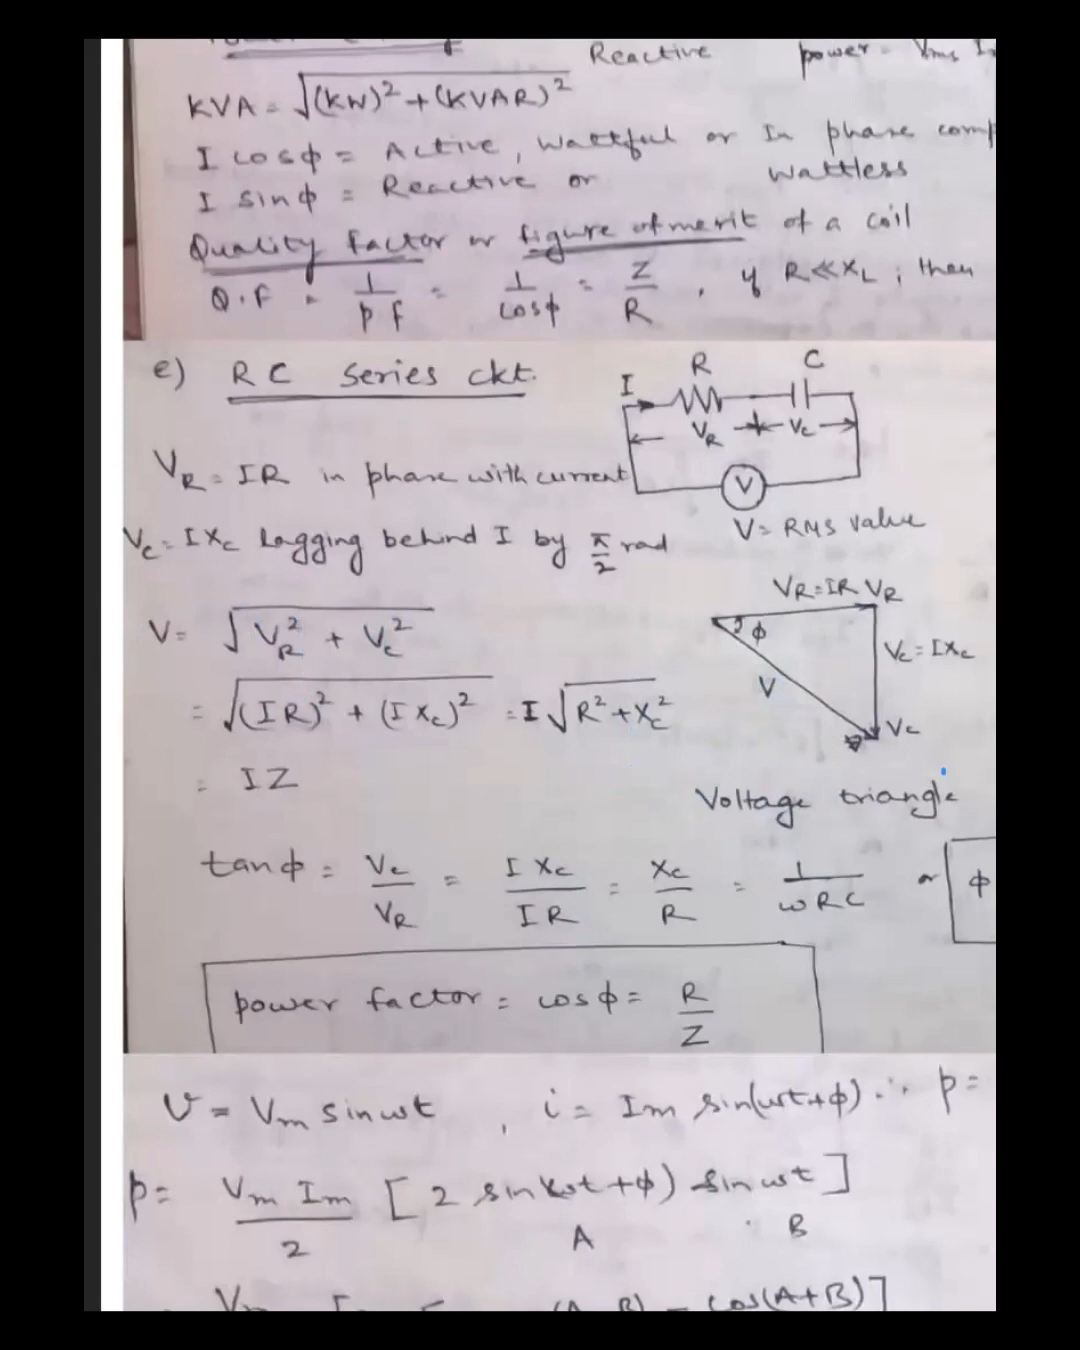 Reactive power = Vrms I
KVA = √(KW)² + (KVAR)²
I cosϕ = Active, wattful or In phase comp
I sinϕ = Reactive or wattless
Quality factor or figure of merit of a coil
Q.F = 1/pf = 1/cosϕ = Z/R, if R≪XL, then
e) RC series ckt.
I R C
VR VC
V
VR = IR in phase with current
VC = IXC lagging behind I by π/2 rad
V = RMS value
VR = IR VR
V = √VR² + VC²
ϕ VC = IXC
V
= √(IR)² + (IXC)² = I√R² + XC²
VC
= IZ
Voltage triangle
tanϕ = VC/VR = I XC/IR = XC/R = 1/ωRC or ϕ
power factor = cosϕ = R/Z
v = Vm sinωt, i = Im sin(ωt+ϕ) ∴ p =
p = Vm Im/2 [2 sin(ωt+ϕ) sinωt]
A B
cos(A+B)]